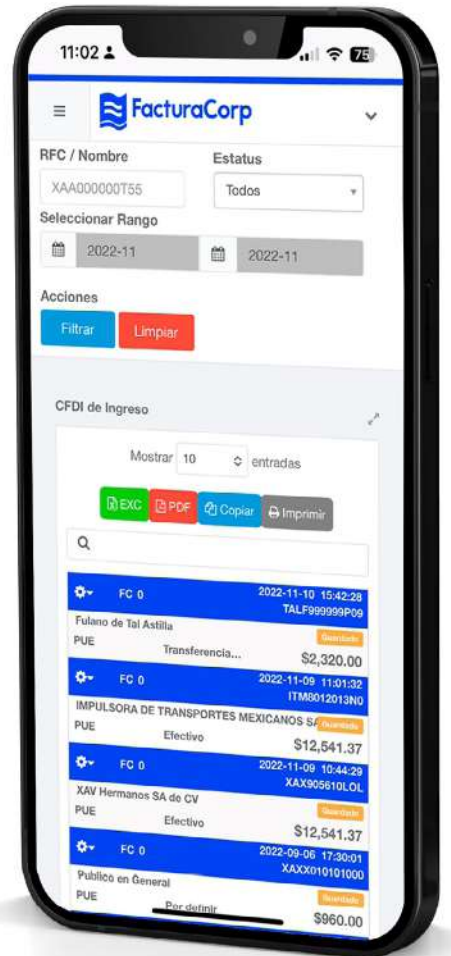 11:02
75
FacturaCorp
RFC / Nombre
Estatus
XAA000000T55
Todos
Seleccionar Rango
2022-11
2022-11
Acciones
Filtrar
Limpiar
CFDI de Ingreso
Mostrar 10 entradas
EXC PDF Copiar Imprimir
FC 0 2022-11-10 15:42:28
TALF999999P09
Fulano de Tal Astilla
Guardado
PUE Transferencia... $2,320.00
FC 0 2022-11-09 11:01:32
ITM8012013N0
IMPULSORA DE TRANSPORTES MEXICANOS SA
Guardado
PUE Efectivo $12,541.37
FC 0 2022-11-09 10:44:29
XAX905610LOL
XAV Hermanos SA de CV
Guardado
PUE Efectivo $12,541.37
FC 0 2022-09-06 17:30:01
XAXX010101000
Publico en General
Guardado
PUE Por definir $960.00